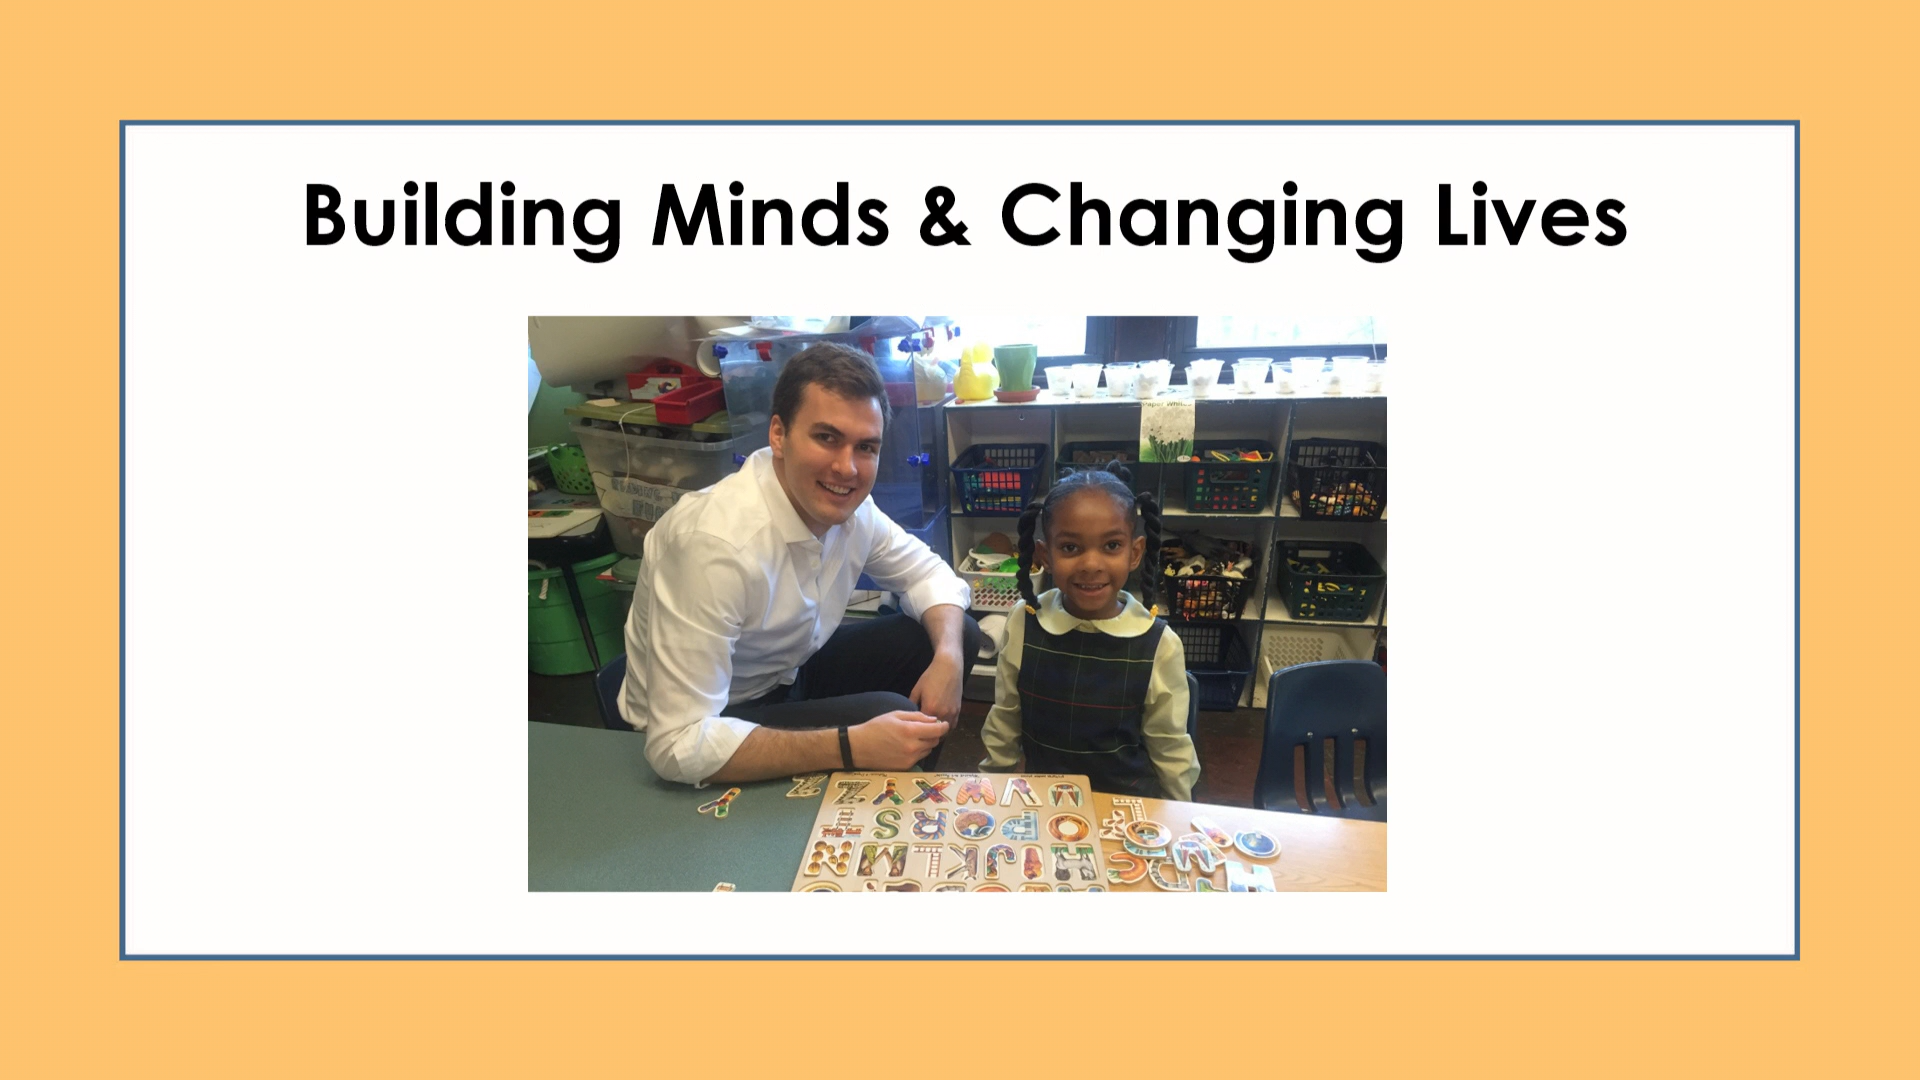 Building Minds & Changing Lives
Z Y X W V U
S R Q P O
N M L K J I H